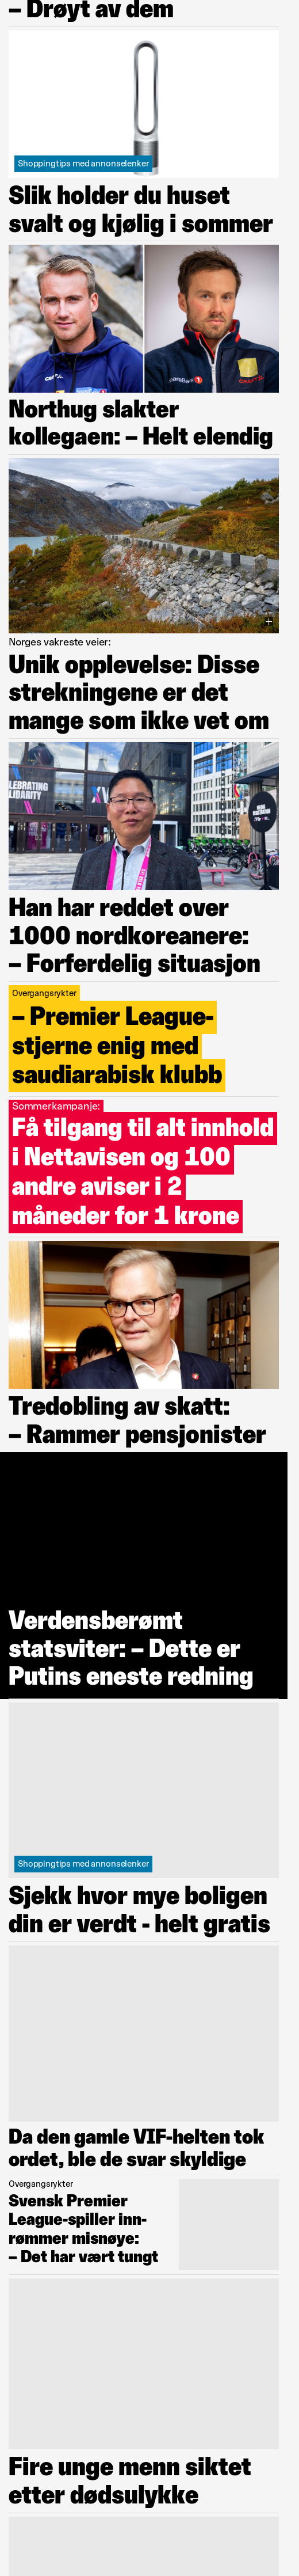 – Drøyt av dem
Shoppingtips med annonselenker
Slik holder du huset
svalt og kjølig i sommer
Northug slakter
kollegaen: – Helt elendig
Norges vakreste veier:
Unik opplevelse: Disse
strekningene er det
mange som ikke vet om
Han har reddet over
1000 nordkoreanere:
– Forferdelig situasjon
Overgangsrykter
– Premier League-
stjerne enig med
saudiarabisk klubb
Sommerkampanje:
Få tilgang til alt innhold
i Nettavisen og 100
andre aviser i 2
måneder for 1 krone
Tredobling av skatt:
– Rammer pensjonister
Verdensberømt
statsviter: – Dette er
Putins eneste redning
Shoppingtips med annonselenker
Sjekk hvor mye boligen
din er verdt - helt gratis
Da den gamle VIF-helten tok
ordet, ble de svar skyldige
Overgangsrykter
Svensk Premier
League-spiller inn-
rømmer misnøye:
– Det har vært tungt
Fire unge menn siktet
etter dødsulykke